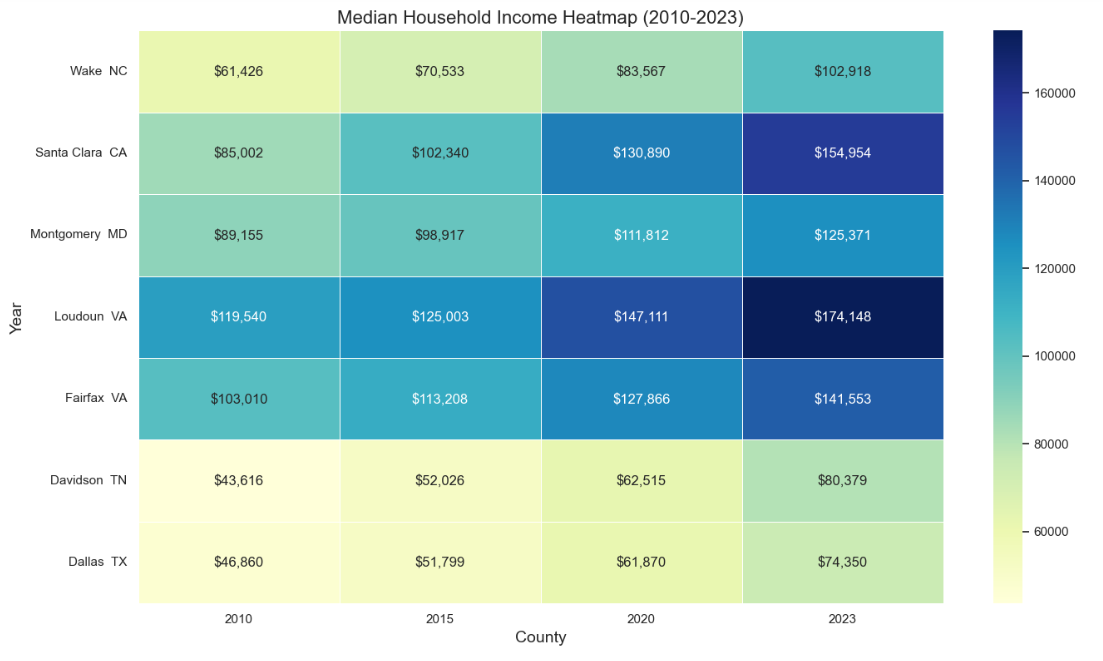 Median Household Income Heatmap (2010-2023)
Wake NC $61,426 $70,533 $83,567 $102,918
Santa Clara CA $85,002 $102,340 $130,890 $154,954
Montgomery MD $89,155 $98,917 $111,812 $125,371
Loudoun VA $119,540 $125,003 $147,111 $174,148
Fairfax VA $103,010 $113,208 $127,866 $141,553
Davidson TN $43,616 $52,026 $62,515 $80,379
Dallas TX $46,860 $51,799 $61,870 $74,350
2010 2015 2020 2023
County
Year
160000
140000
120000
100000
80000
60000